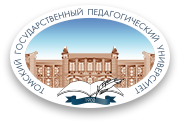 ТОМСКИЙ ГОСУДАРСТВЕННЫЙ ПЕДАГОГИЧЕСКИЙ УНИВЕРСИТЕТ